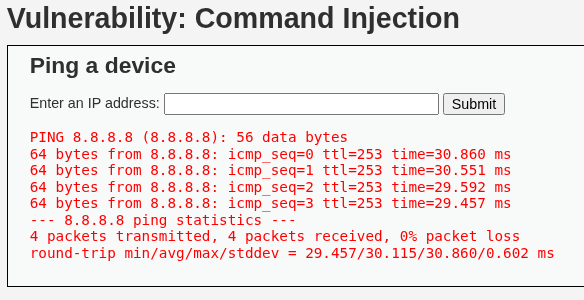 Vulnerability: Command Injection
Ping a device
Enter an IP address: Submit
PING 8.8.8.8 (8.8.8.8): 56 data bytes
64 bytes from 8.8.8.8: icmp_seq=0 ttl=253 time=30.860 ms
64 bytes from 8.8.8.8: icmp_seq=1 ttl=253 time=30.551 ms
64 bytes from 8.8.8.8: icmp_seq=2 ttl=253 time=29.592 ms
64 bytes from 8.8.8.8: icmp_seq=3 ttl=253 time=29.457 ms
--- 8.8.8.8 ping statistics ---
4 packets transmitted, 4 packets received, 0% packet loss
round-trip min/avg/max/stddev = 29.457/30.115/30.860/0.602 ms